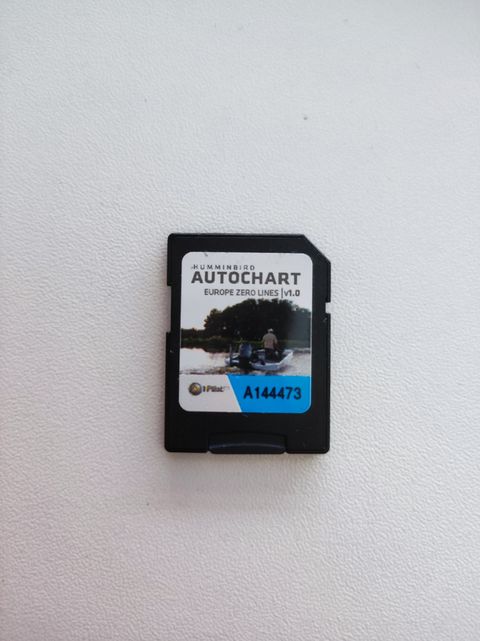 HUMMINBIRD
AUTOCHART
EUROPE ZERO LINES | v1.0
i-Pilot
A144473